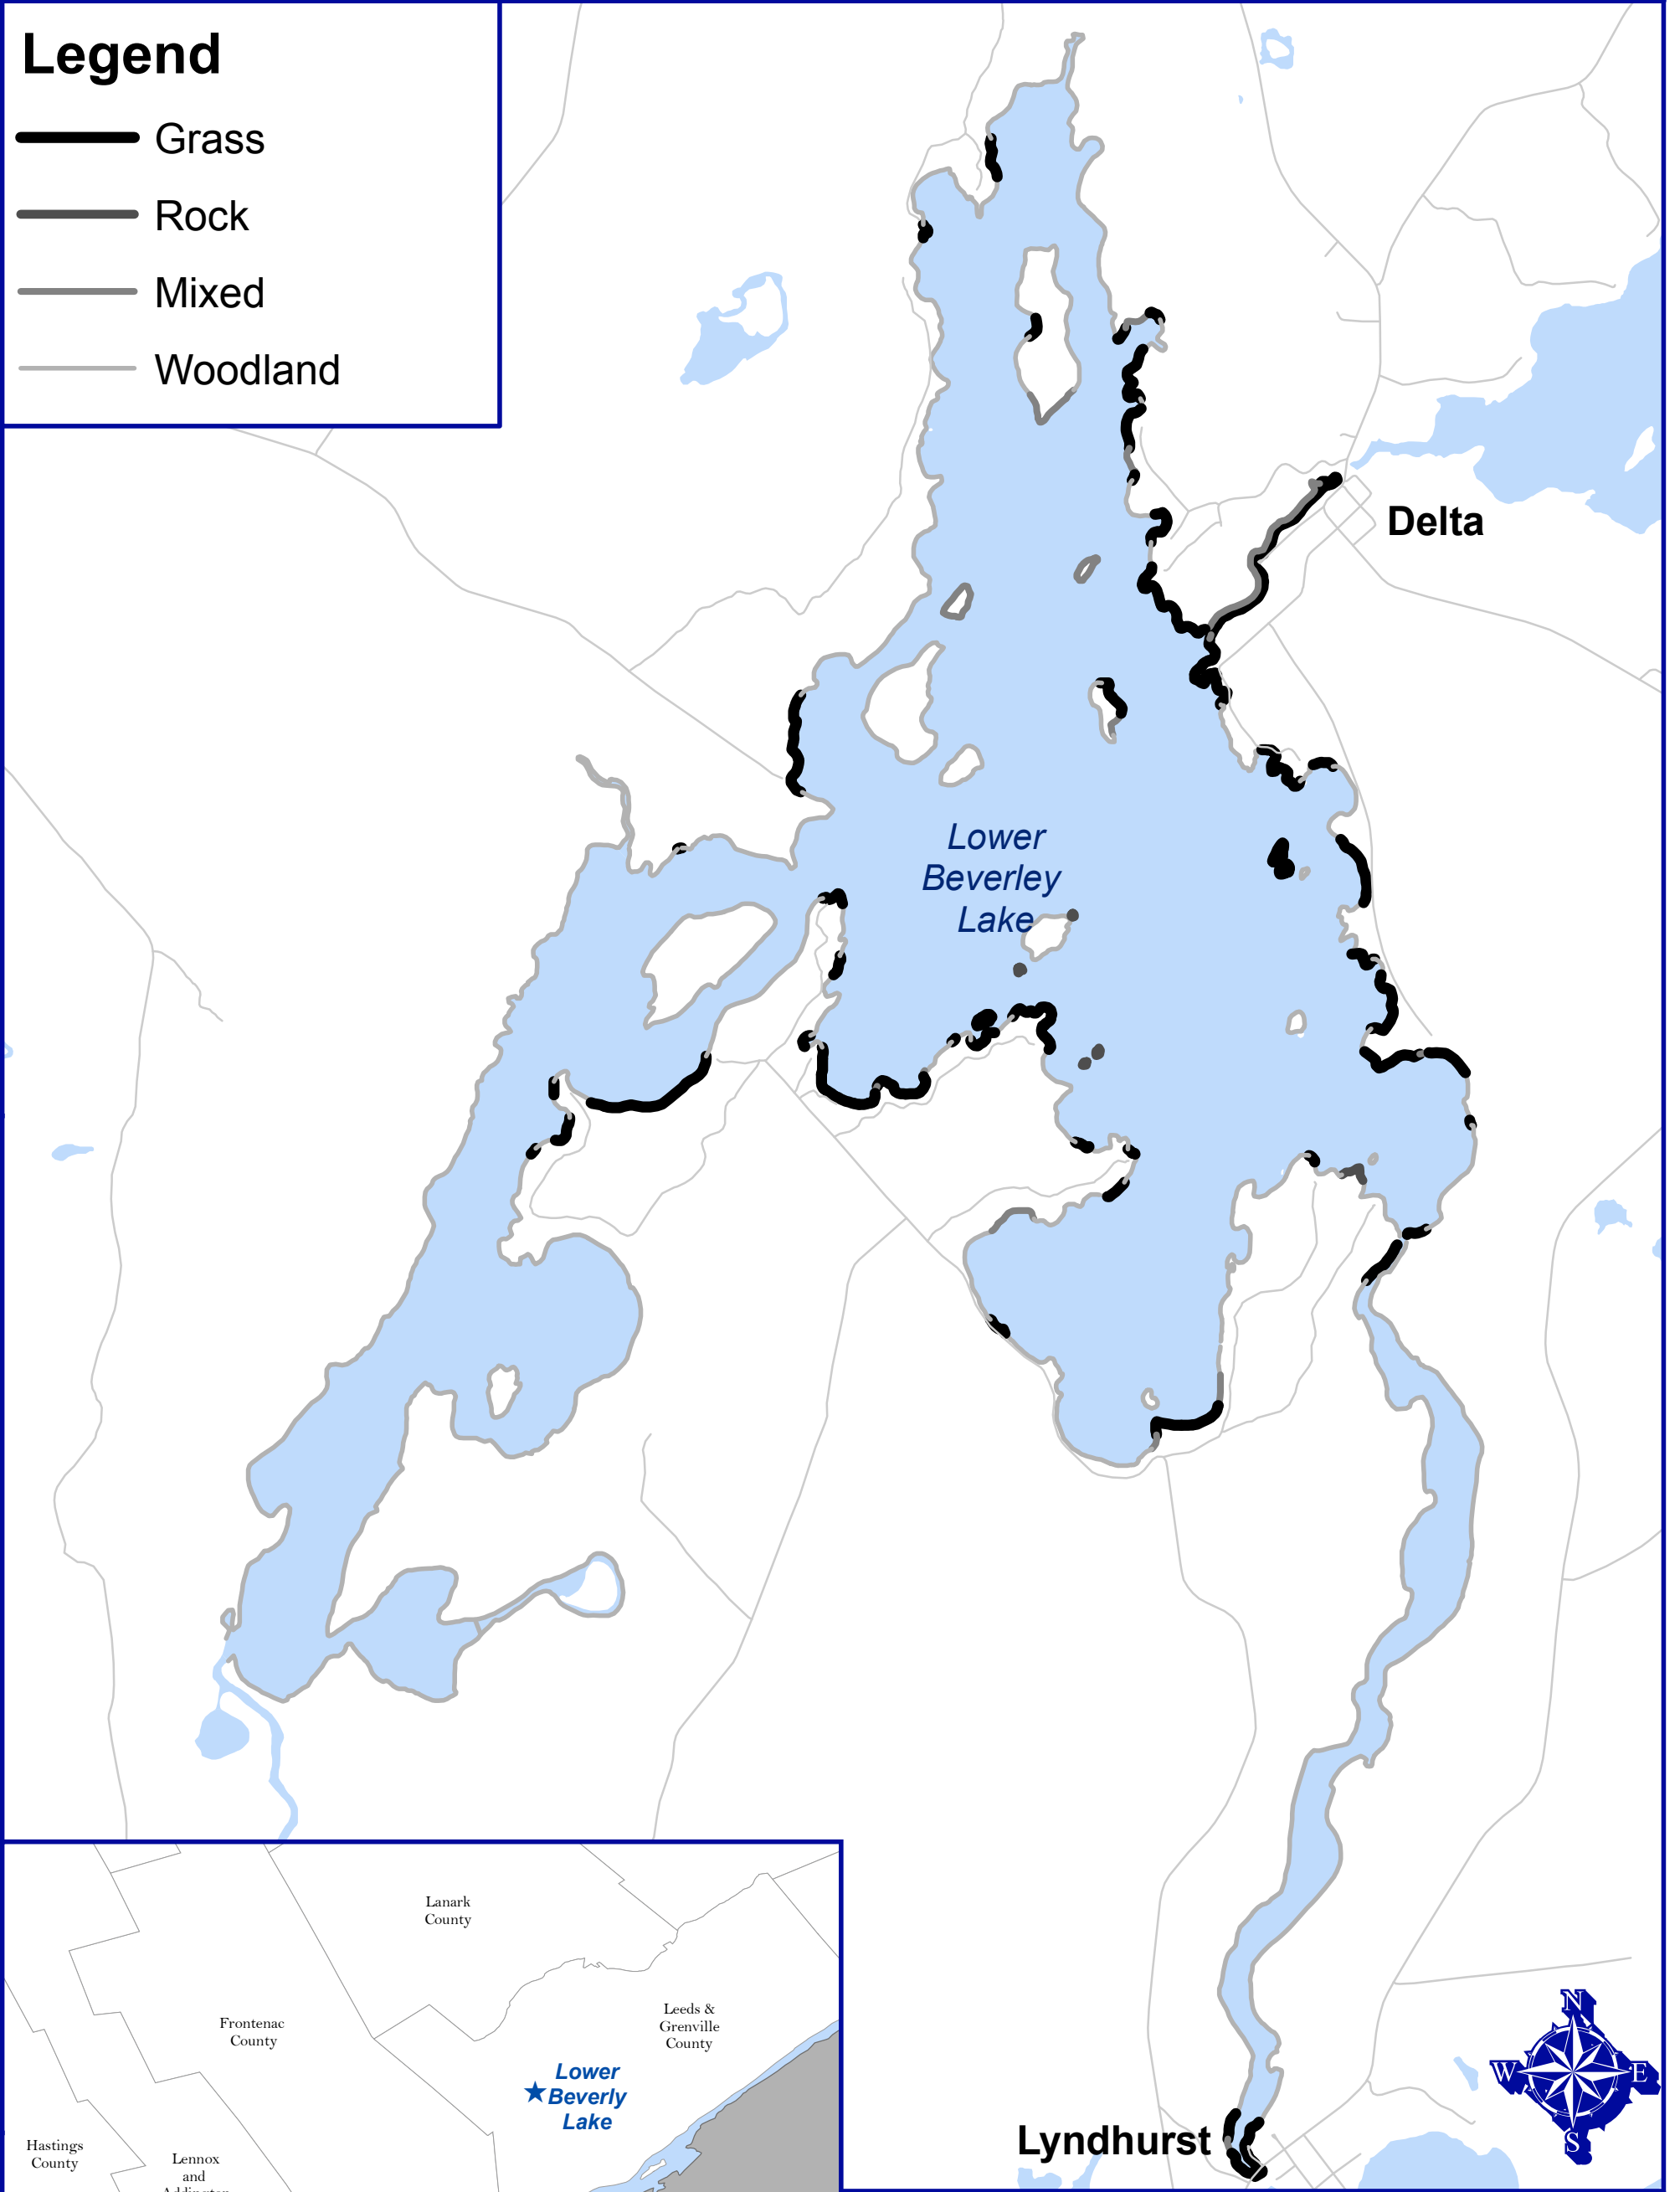 Legend
Grass
Rock
Mixed
Woodland
Delta
Lower
Beverley
Lake
Lanark
County
Frontenac
County
Leeds &
Grenville
County
Lower
Beverly
Lake
Hastings
County
Lennox
and
Addington
Lyndhurst
N
W
E
S